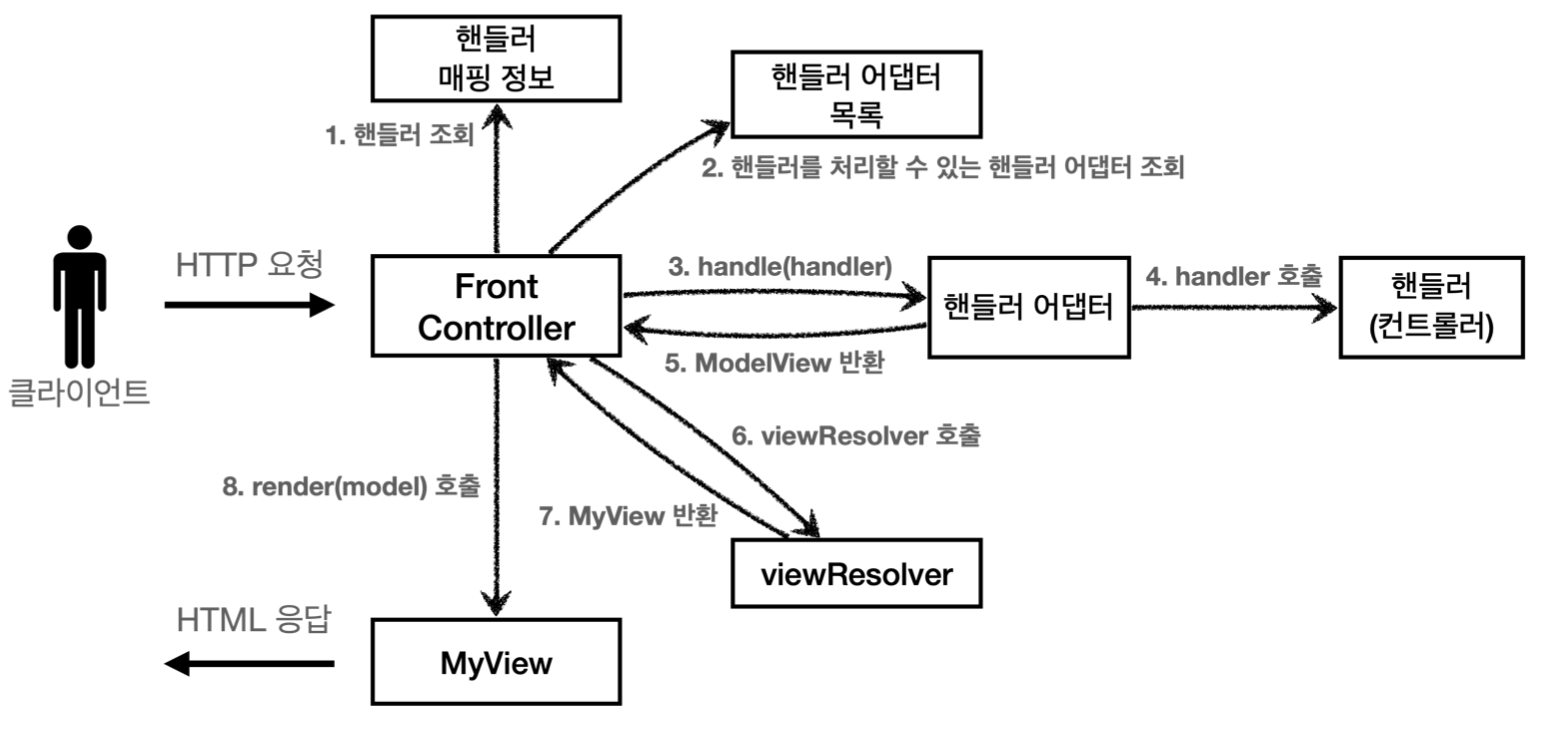 핸들러
매핑 정보
핸들러 어댑터
목록
1. 핸들러 조회
2. 핸들러를 처리할 수 있는 핸들러 어댑터 조회
HTTP 요청
Front
Controller
3. handle(handler)
핸들러 어댑터
4. handler 호출
핸들러
(컨트롤러)
5. ModelView 반환
클라이언트
6. viewResolver 호출
8. render(model) 호출
7. MyView 반환
viewResolver
HTML 응답
MyView